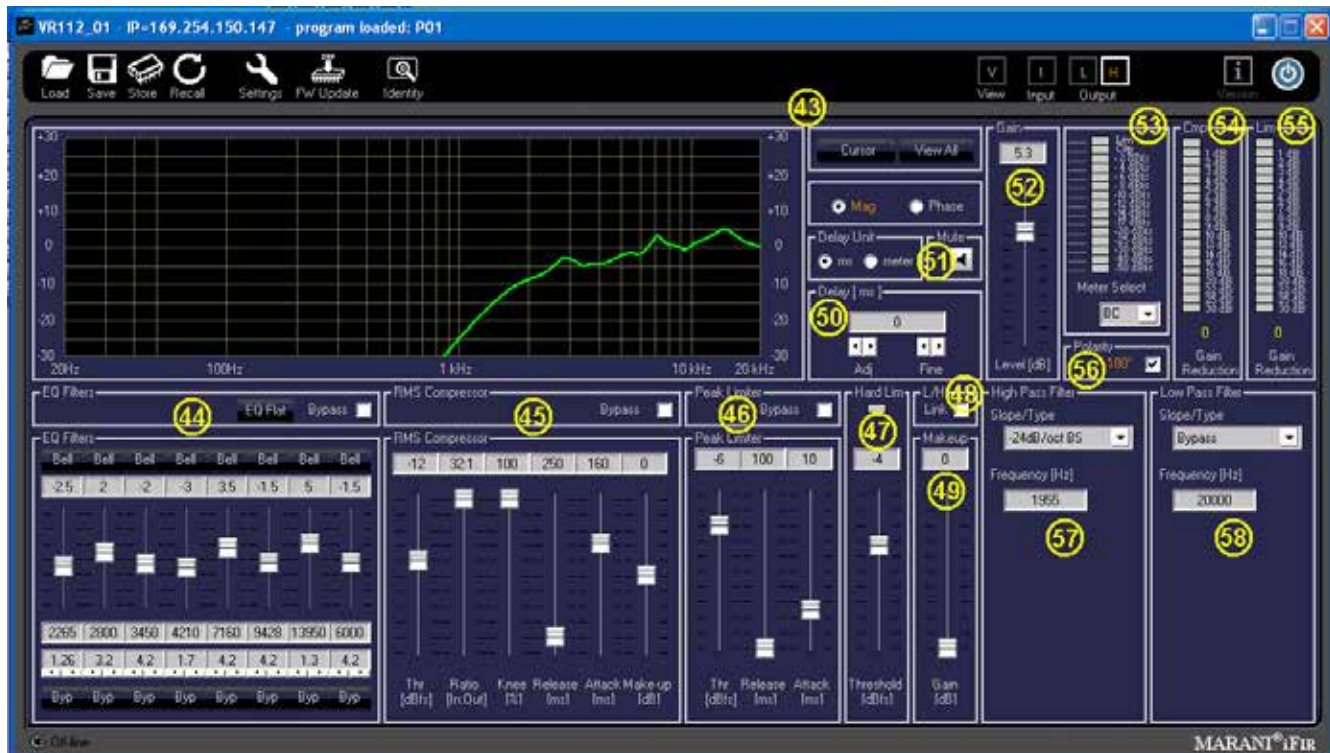 VR112_01 - IP=169.254.150.147 - program loaded: P01
Load Save Store Recall Settings FW Update Identity
V I L H i
View Input Output Version
43 53 54 55
Gain
Cursor View All 5.3
52
+30 +30
+20 +20
+10 +10
0 0
-10 -10
-20 -20
-30 -30
20Hz 100Hz 1 kHz 10 kHz 20 kHz
Mag Phase
Delay Unit Mute
ms meter 51
Delay [ ms ]
50 0
Adj Fine
Level [dB]
Meter Select
DC
Polarity
56 180°
0 0
Gain Gain
Reduction Reduction
EQ Filters RMS Compressor Peak Limiter Hard Lim High Pass Filter Low Pass Filter
44 EQ Flat Bypass 45 Bypass 46 Bypass 47 48 Link
Slope/Type Slope/Type
-24dB/oct BS Bypass
EQ Filters RMS Compressor Peak Limiter Makeup
Bell Bell Bell Bell Bell Bell Bell Bell
-12 32:1 100 250 160 0 -6 100 10 -4 0
-2.5 2 -2 -3 3.5 -1.5 5 -1.5
49
Frequency [Hz] Frequency [Hz]
1955 20000
57 58
2265 2800 3450 4210 7160 9428 13950 6000
1.26 3.2 4.2 1.7 4.2 4.2 1.3 4.2
Byp Byp Byp Byp Byp Byp Byp Byp
Thr Ratio Knee Release Attack Make-up Thr Release Attack Threshold Gain
[dBfs] [In:Out] [%] [ms] [ms] [dB] [dBfs] [ms] [ms] [dBfs] [dB]
Off-line
MARANI® iFIR